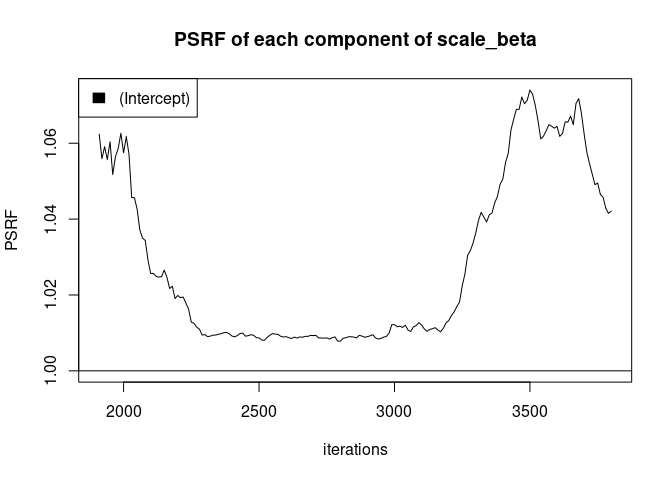 PSRF of each component of scale_beta
(Intercept)
PSRF
1.06
1.04
1.02
1.00
2000 2500 3000 3500
iterations